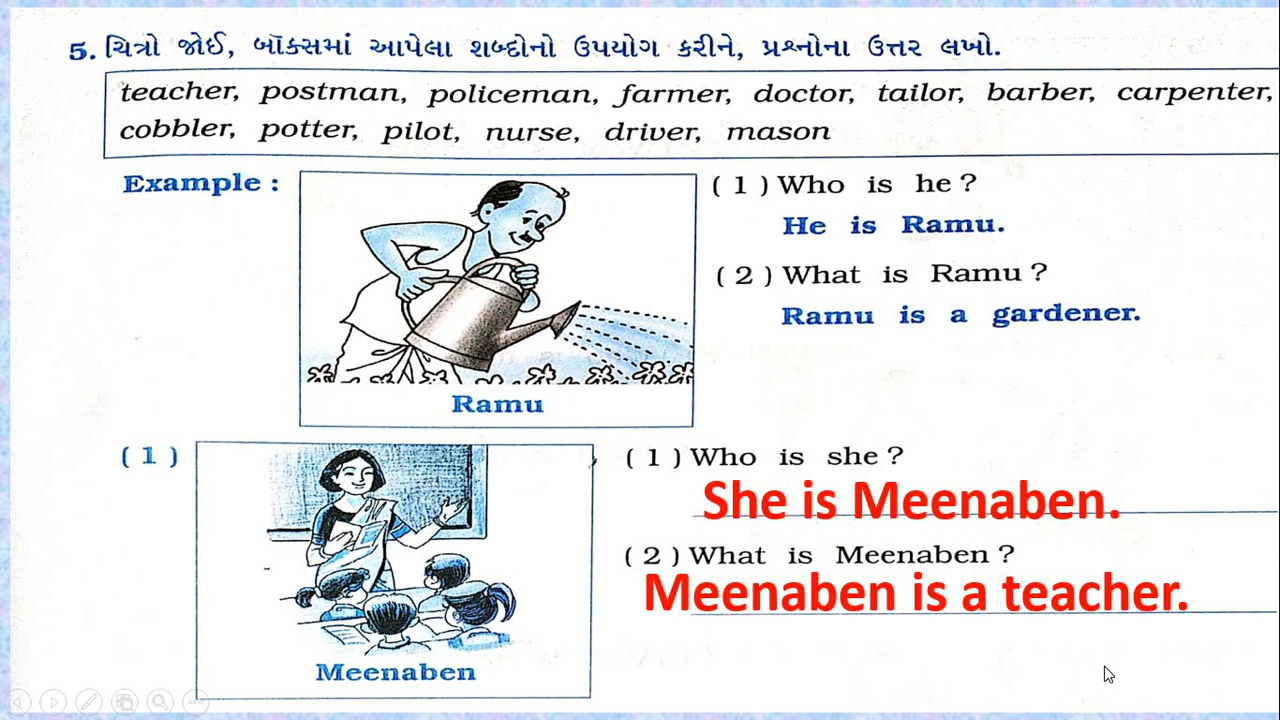 5. ચિત્રો જોઈ, બૉક્સમાં આપેલા શબ્દોનો ઉપયોગ કરીને, પ્રશ્નોના ઉત્તર લખો.
teacher, postman, policeman, farmer, doctor, tailor, barber, carpenter,
cobbler, potter, pilot, nurse, driver, mason
Example :
( 1 ) Who is he ?
He is Ramu.
( 2 ) What is Ramu ?
Ramu is a gardener.
Ramu
( 1 )
( 1 ) Who is she ?
She is Meenaben.
( 2 ) What is Meenaben ?
Meenaben is a teacher.
Meenaben